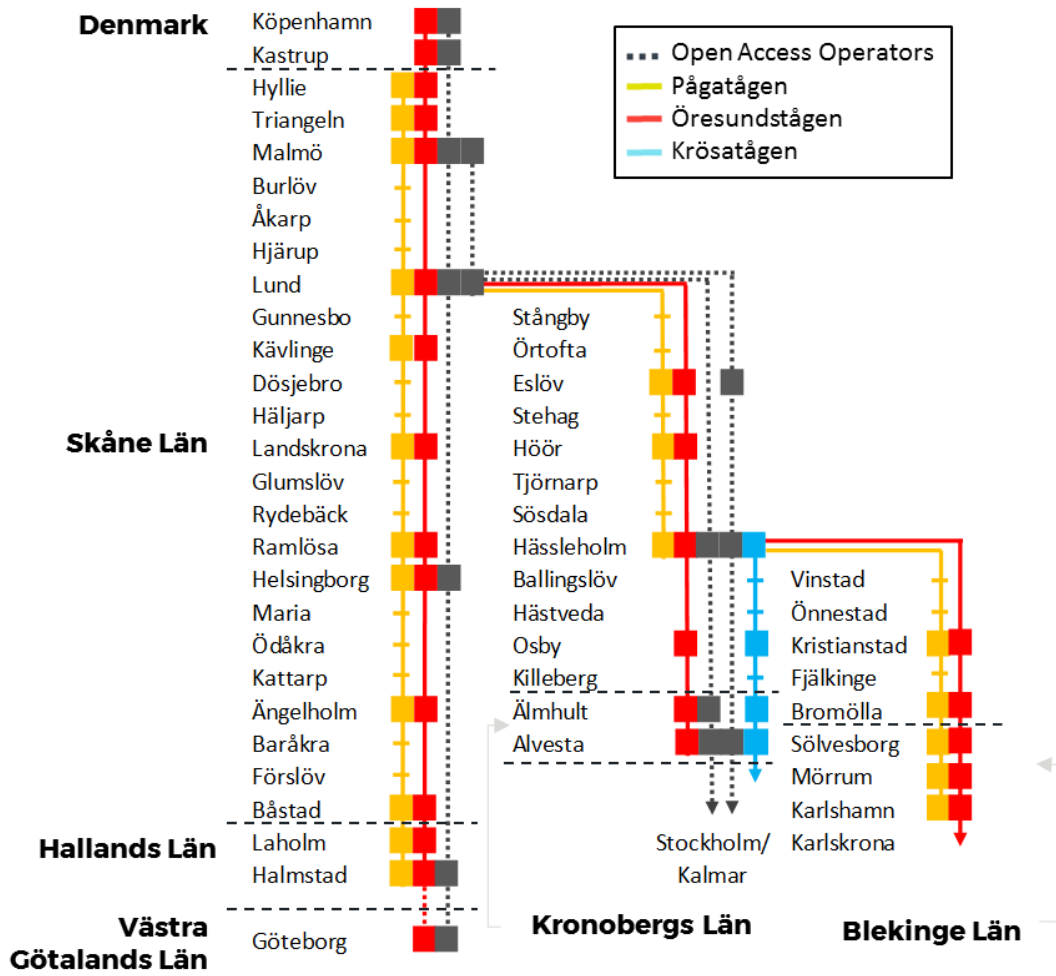 Denmark
Köpenhamn
Kastrup
Open Access Operators
Pågatågen
Öresundstågen
Krösatågen
Skåne Län
Hyllie
Triangeln
Malmö
Burlöv
Åkarp
Hjärup
Lund
Gunnesbo
Kävlinge
Dösjebro
Häljarp
Landskrona
Glumslöv
Rydebäck
Ramlösa
Helsingborg
Maria
Ödåkra
Kattarp
Ängelholm
Baråkra
Förslöv
Båstad
Hallands Län
Laholm
Halmstad
Västra
Götalands Län
Göteborg
Stångby
Örtofta
Eslöv
Stehag
Höör
Tjörnarp
Sösdala
Hässleholm
Ballingslöv
Hästveda
Osby
Killeberg
Älmhult
Alvesta
Stockholm/
Kalmar
Kronobergs Län
Vinstad
Önnestad
Kristianstad
Fjälkinge
Bromölla
Sölvesborg
Mörrum
Karlshamn
Karlskrona
Blekinge Län